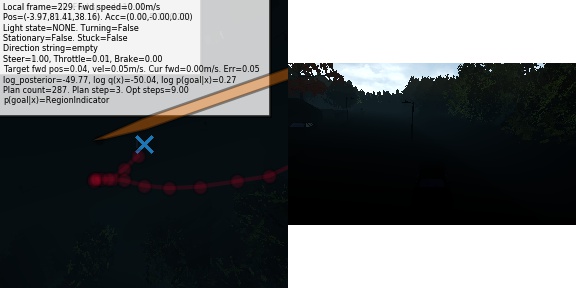 Local frame=229. Fwd speed=0.00m/s
Pos=(-3.97,81.41,38.16). Acc=(0.00,-0.00,0.00)
Light state=NONE. Turning=False
Stationary=False. Stuck=False
Direction string=empty
Steer=1.00, Throttle=0.01, Brake=0.00
Target fwd pos=0.04, vel=0.05m/s. Cur fwd=0.00m/s. Err=0.05
log_posterior=-49.77, log q(x)=-50.04, log p(goal|x)=0.27
Plan count=287. Plan step=3. Opt steps=9.00
p(goal|x)=RegionIndicator